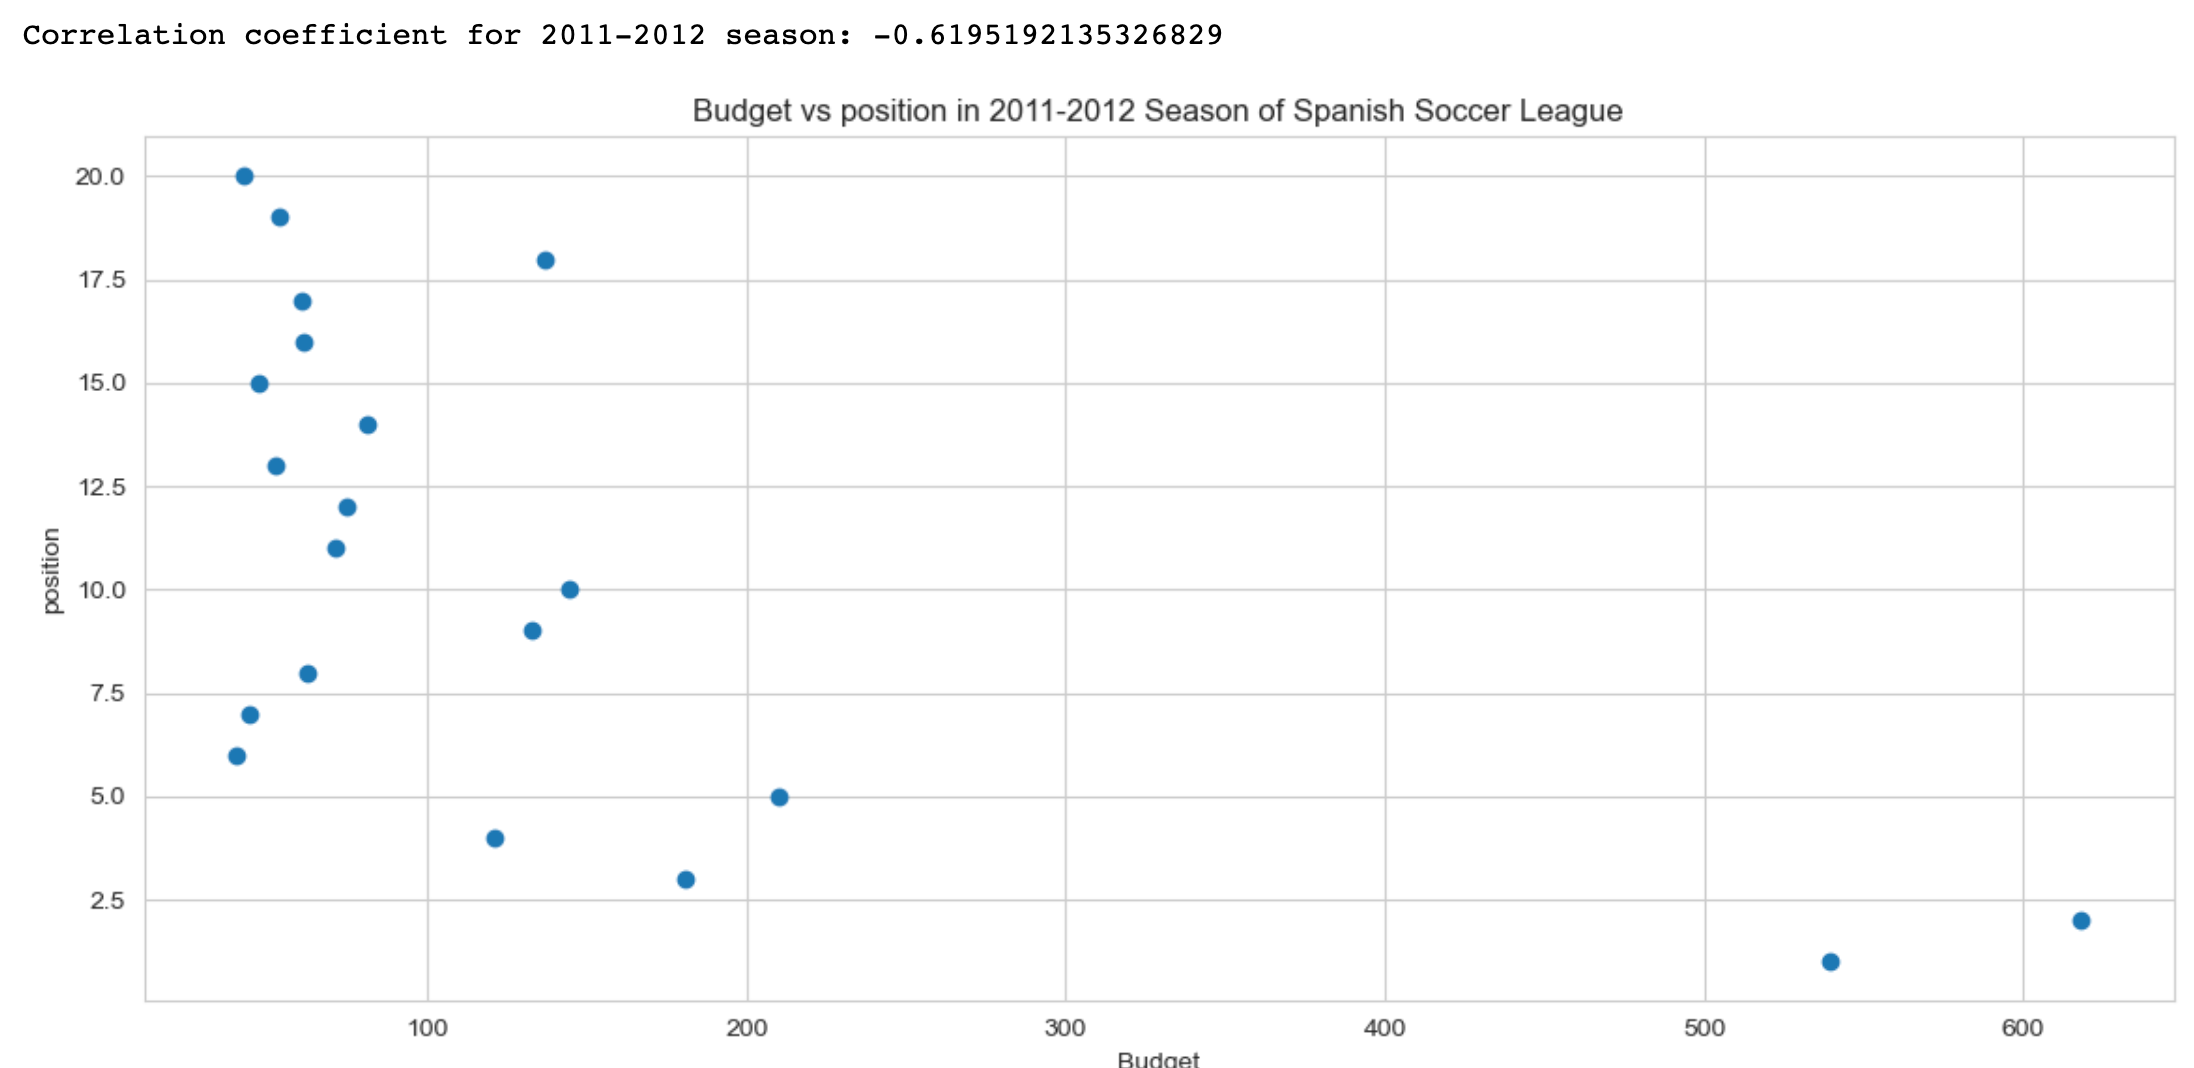 Correlation coefficient for 2011-2012 season: -0.6195192135326829
Budget vs position in 2011-2012 Season of Spanish Soccer League
20.0
17.5
15.0
12.5
10.0
7.5
5.0
2.5
position
100 200 300 400 500 600
Budget